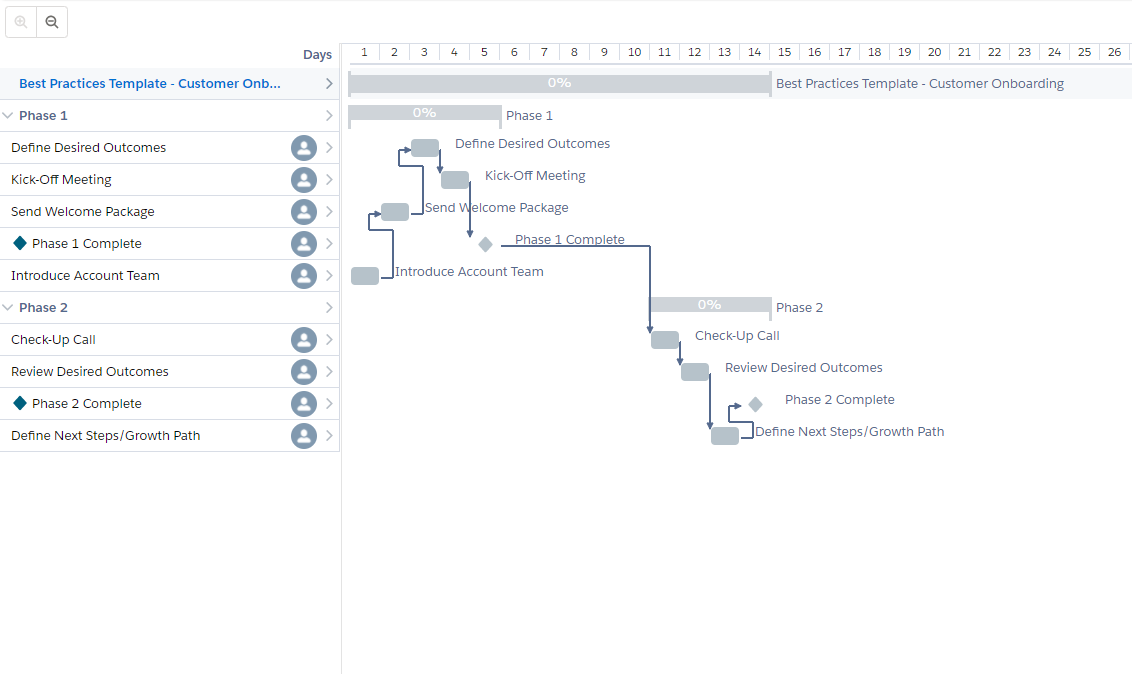 Days 1 2 3 4 5 6 7 8 9 10 11 12 13 14 15 16 17 18 19 20 21 22 23 24 25 26
Best Practices Template - Customer Onb... 0% Best Practices Template - Customer Onboarding
Phase 1 0% Phase 1
Define Desired Outcomes Define Desired Outcomes
Kick-Off Meeting Kick-Off Meeting
Send Welcome Package Send Welcome Package
Phase 1 Complete Phase 1 Complete
Introduce Account Team Introduce Account Team
Phase 2 0% Phase 2
Check-Up Call Check-Up Call
Review Desired Outcomes Review Desired Outcomes
Phase 2 Complete Phase 2 Complete
Define Next Steps/Growth Path Define Next Steps/Growth Path